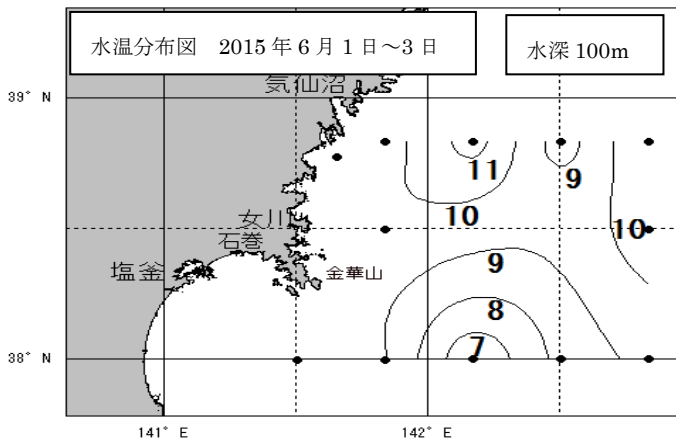 水温分布図　2015年6月1日～3日
水深100m
気仙沼
39° N
11
9
女川
10
10
石巻
塩釜
金華山
9
8
7
38° N
141° E
142° E